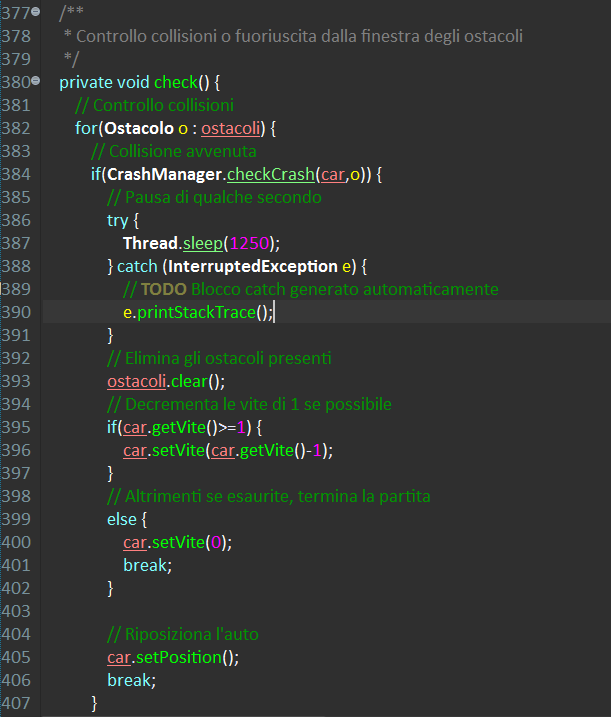 377 /**
378 * Controllo collisioni o fuoriuscita dalla finestra degli ostacoli
379 */
380 private void check() {
381 // Controllo collisioni
382 for(Ostacolo o : ostacoli) {
383 // Collisione avvenuta
384 if(CrashManager.checkCrash(car,o)) {
385 // Pausa di qualche secondo
386 try {
387 Thread.sleep(1250);
388 } catch (InterruptedException e) {
389 // TODO Blocco catch generato automaticamente
390 e.printStackTrace();
391 }
392 // Elimina gli ostacoli presenti
393 ostacoli.clear();
394 // Decrementa le vite di 1 se possibile
395 if(car.getVite()>=1) {
396 car.setVite(car.getVite()-1);
397 }
398 // Altrimenti se esaurite, termina la partita
399 else {
400 car.setVite(0);
401 break;
402 }
403
404 // Riposiziona l'auto
405 car.setPosition();
406 break;
407 }